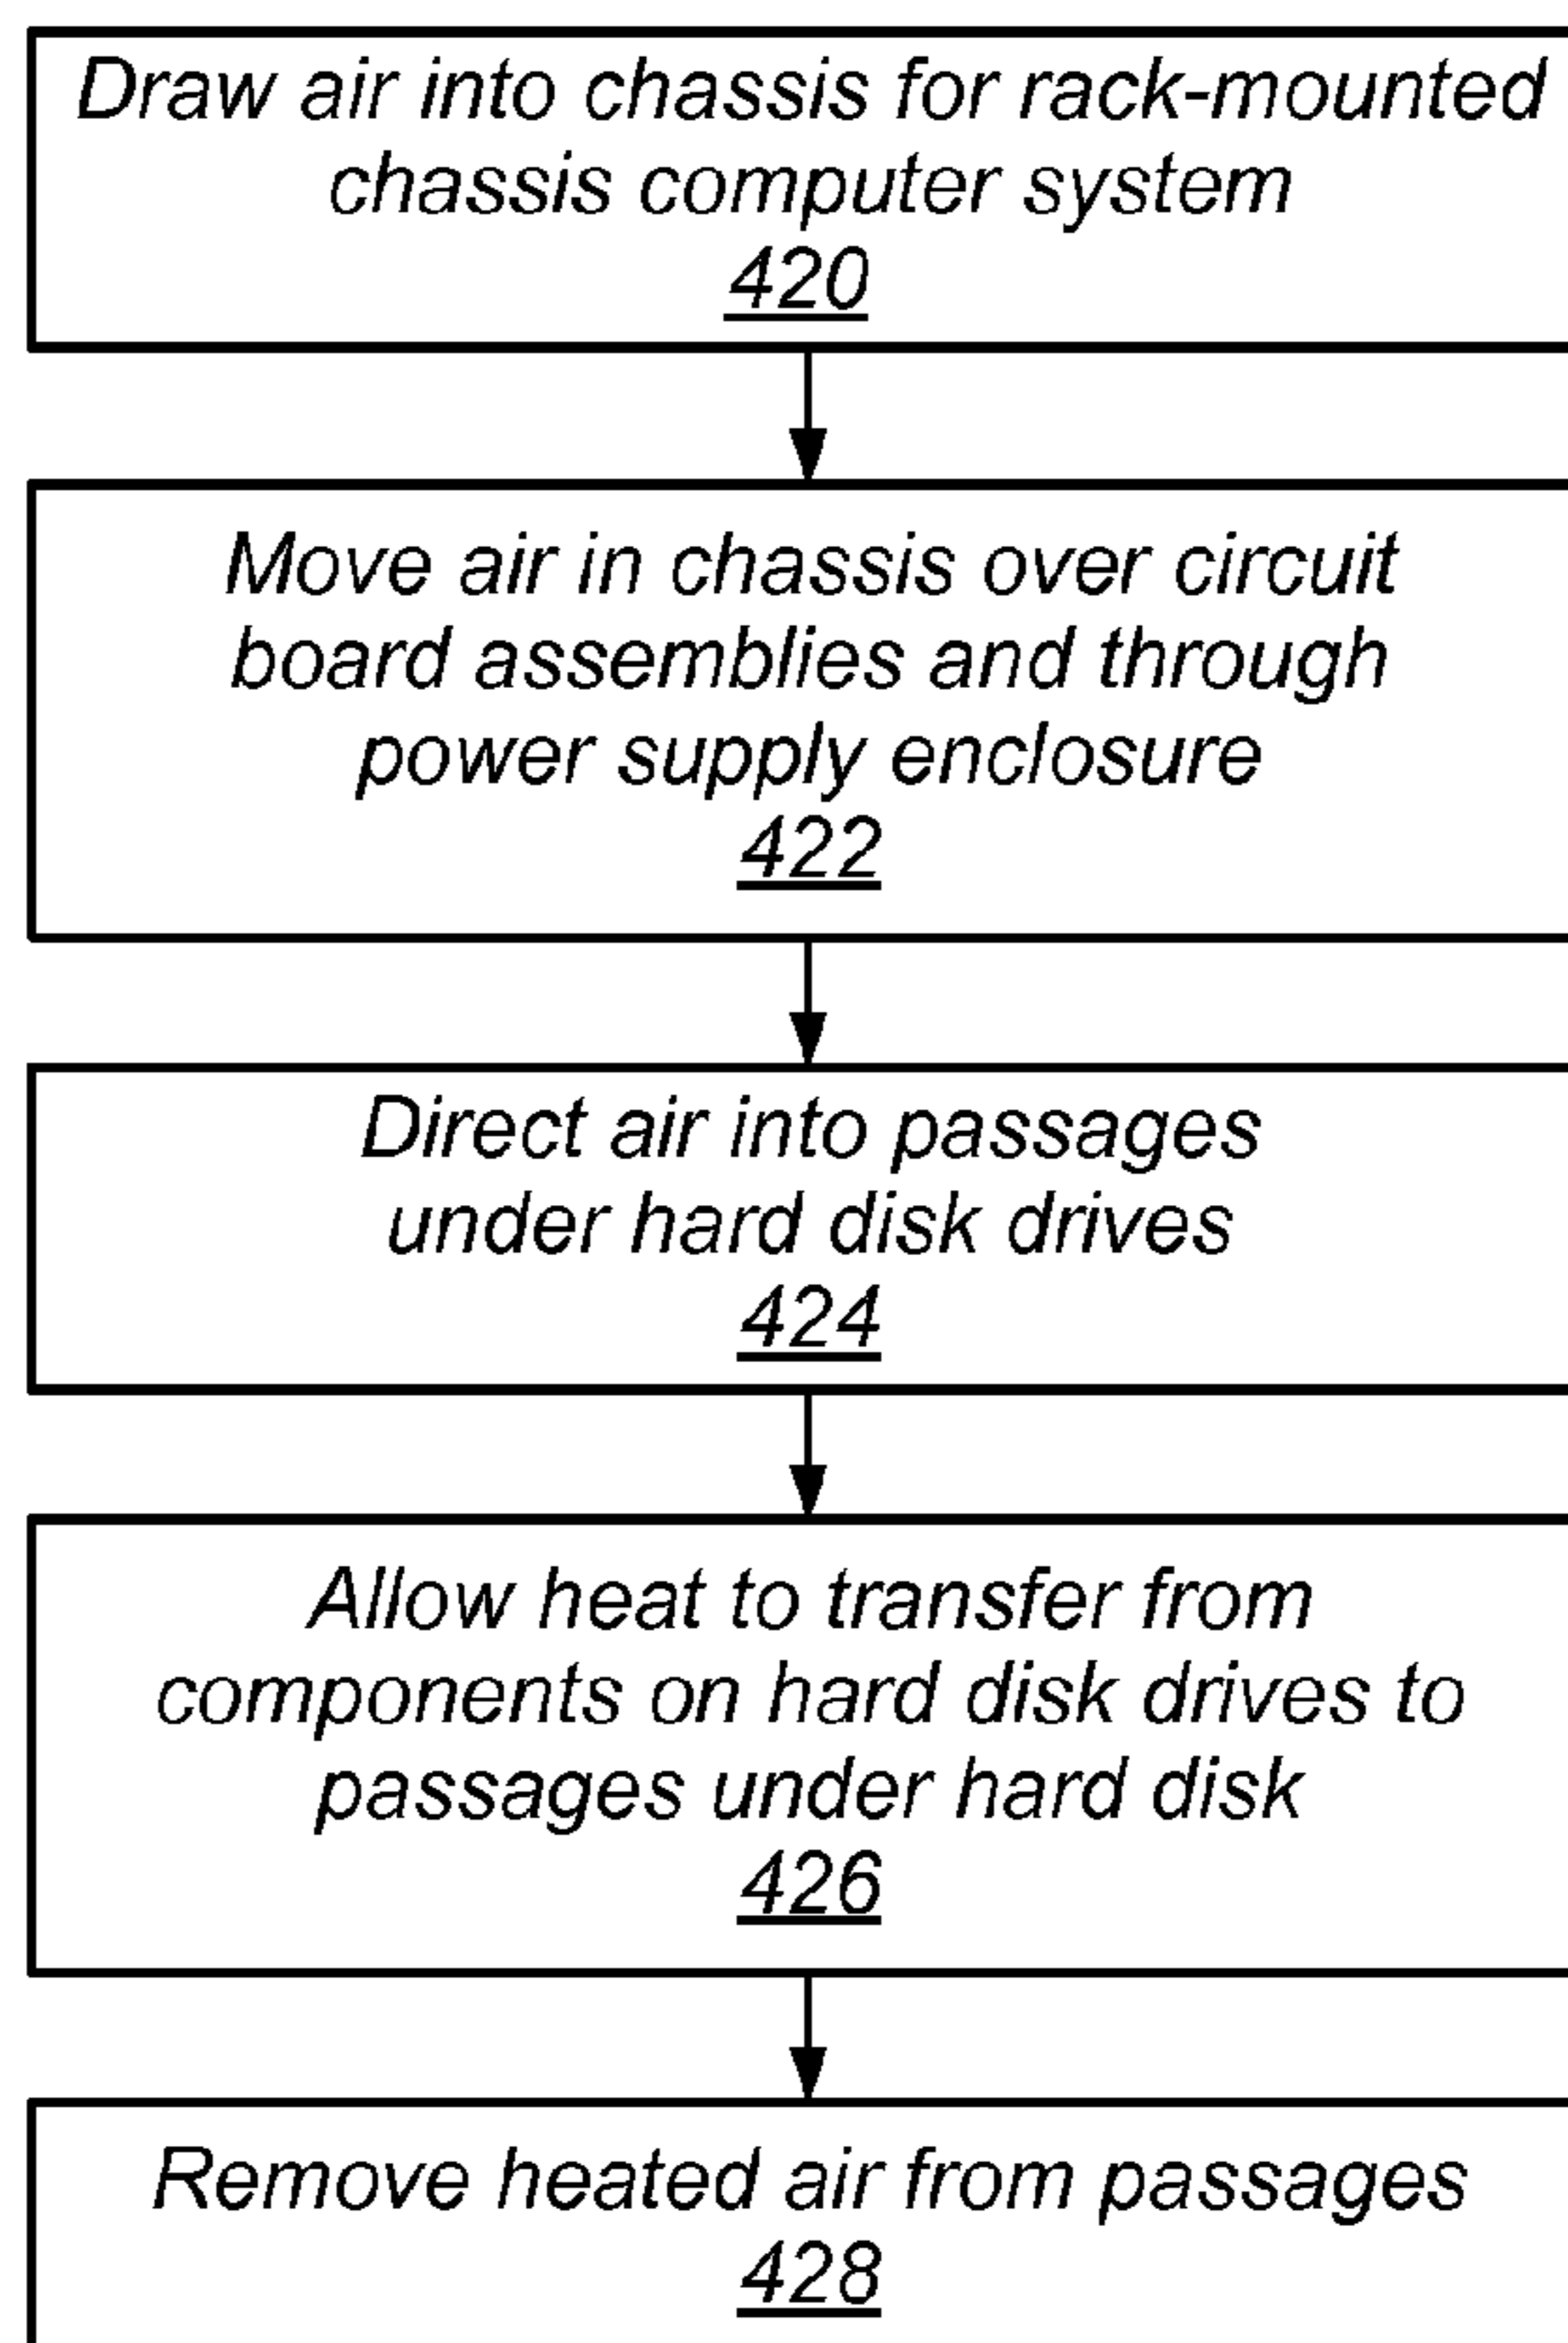 Draw air into chassis for rack-mounted
chassis computer system
420
Move air in chassis over circuit
board assemblies and through
power supply enclosure
422
Direct air into passages
under hard disk drives
424
Allow heat to transfer from
components on hard disk drives to
passages under hard disk
426
Remove heated air from passages
428